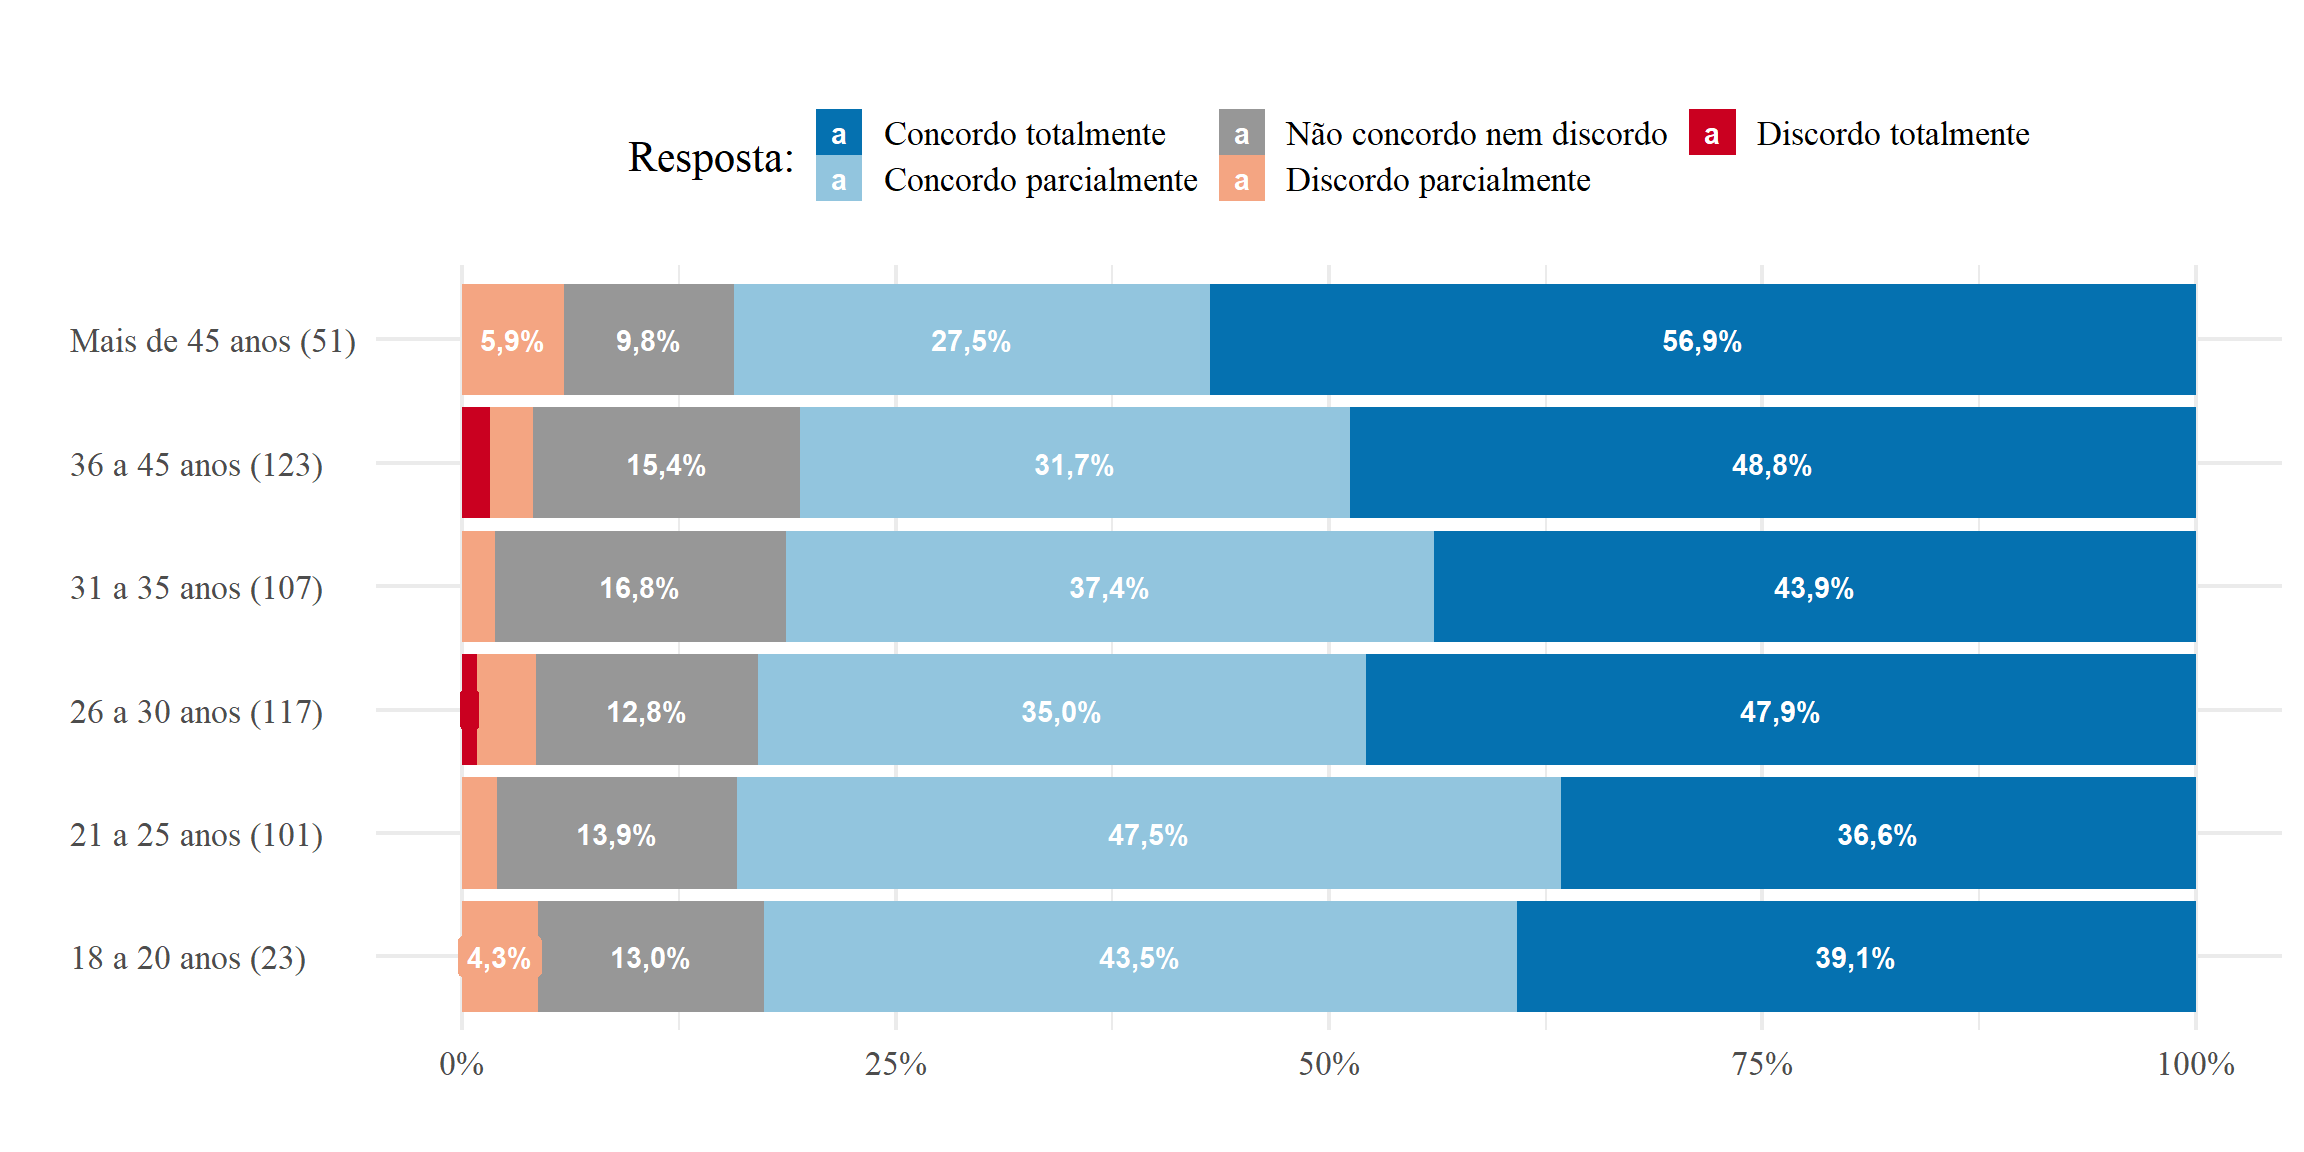 Resposta:
a Concordo totalmente
a Não concordo nem discordo
a Discordo totalmente
a Concordo parcialmente
a Discordo parcialmente
Mais de 45 anos (51) 5,9% 9,8% 27,5% 56,9%
36 a 45 anos (123) 15,4% 31,7% 48,8%
31 a 35 anos (107) 16,8% 37,4% 43,9%
26 a 30 anos (117) 12,8% 35,0% 47,9%
21 a 25 anos (101) 13,9% 47,5% 36,6%
18 a 20 anos (23) 4,3% 13,0% 43,5% 39,1%
0% 25% 50% 75% 100%